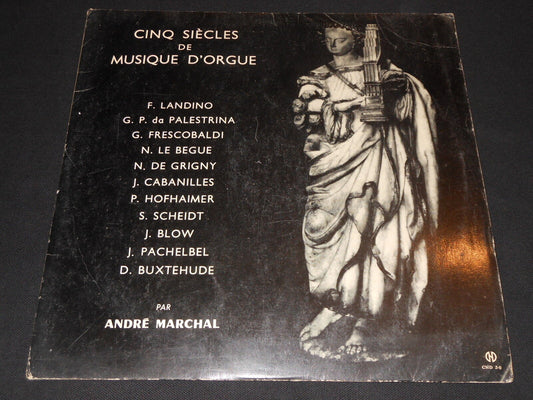 CINQ SIÈCLES
DE
MUSIQUE D'ORGUE
F. LANDINO
G. P. da PALESTRINA
G. FRESCOBALDI
N. LE BEGUE
N. DE GRIGNY
J. CABANILLES
P. HOFHAIMER
S. SCHEIDT
J. BLOW
J. PACHELBEL
D. BUXTEHUDE
PAR
ANDRÉ MARCHAL